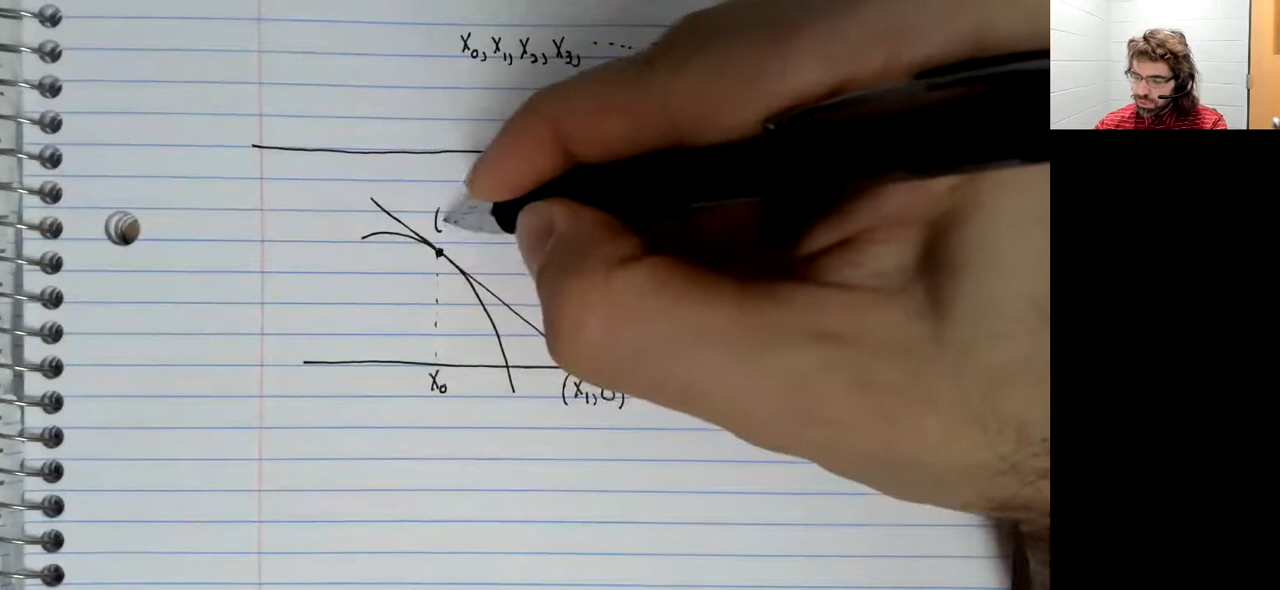 X₀, X₁, X₂, X₃, ....
(
X₀
(X₁, 0)